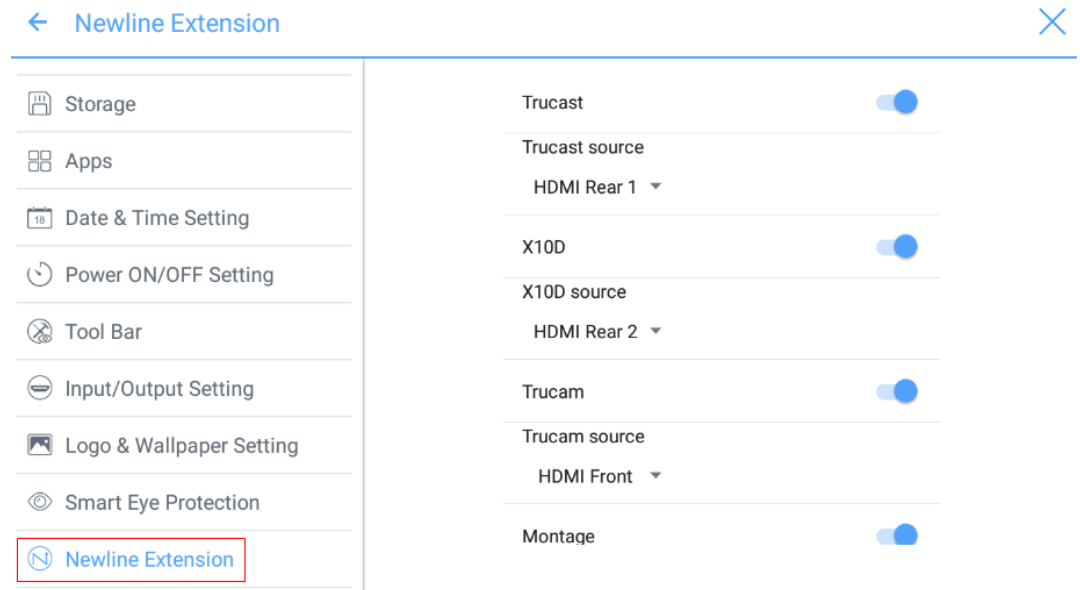 Newline Extension
Storage
Apps
18
Date & Time Setting
Power ON/OFF Setting
Tool Bar
Input/Output Setting
Logo & Wallpaper Setting
Smart Eye Protection
Newline Extension
Trucast
Trucast source
HDMI Rear 1
X10D
X10D source
HDMI Rear 2
Trucam
Trucam source
HDMI Front
Montage